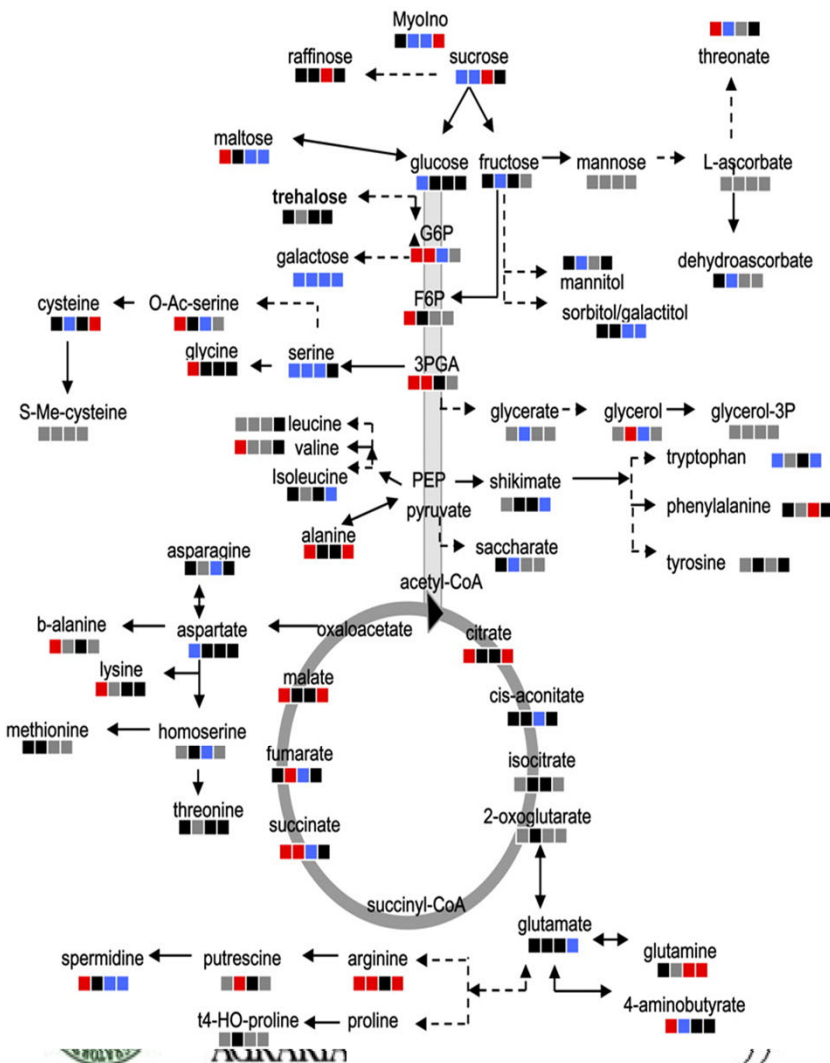 MyoIno
raffinose
sucrose
threonate
maltose
glucose
fructose
mannose
L-ascorbate
trehalose
G6P
galactose
mannitol
dehydroascorbate
cysteine
O-Ac-serine
F6P
sorbitol/galactitol
glycine
serine
3PGA
S-Me-cysteine
leucine
glycerate
glycerol
glycerol-3P
valine
Isoleucine
PEP
shikimate
tryptophan
pyruvate
phenylalanine
alanine
saccharate
tyrosine
asparagine
acetyl-CoA
b-alanine
aspartate
oxaloacetate
citrate
lysine
malate
cis-aconitate
methionine
homoserine
fumarate
isocitrate
threonine
succinate
2-oxoglutarate
succinyl-CoA
glutamate
spermidine
putrescine
arginine
glutamine
4-aminobutyrate
t4-HO-proline
proline
AGRARIA